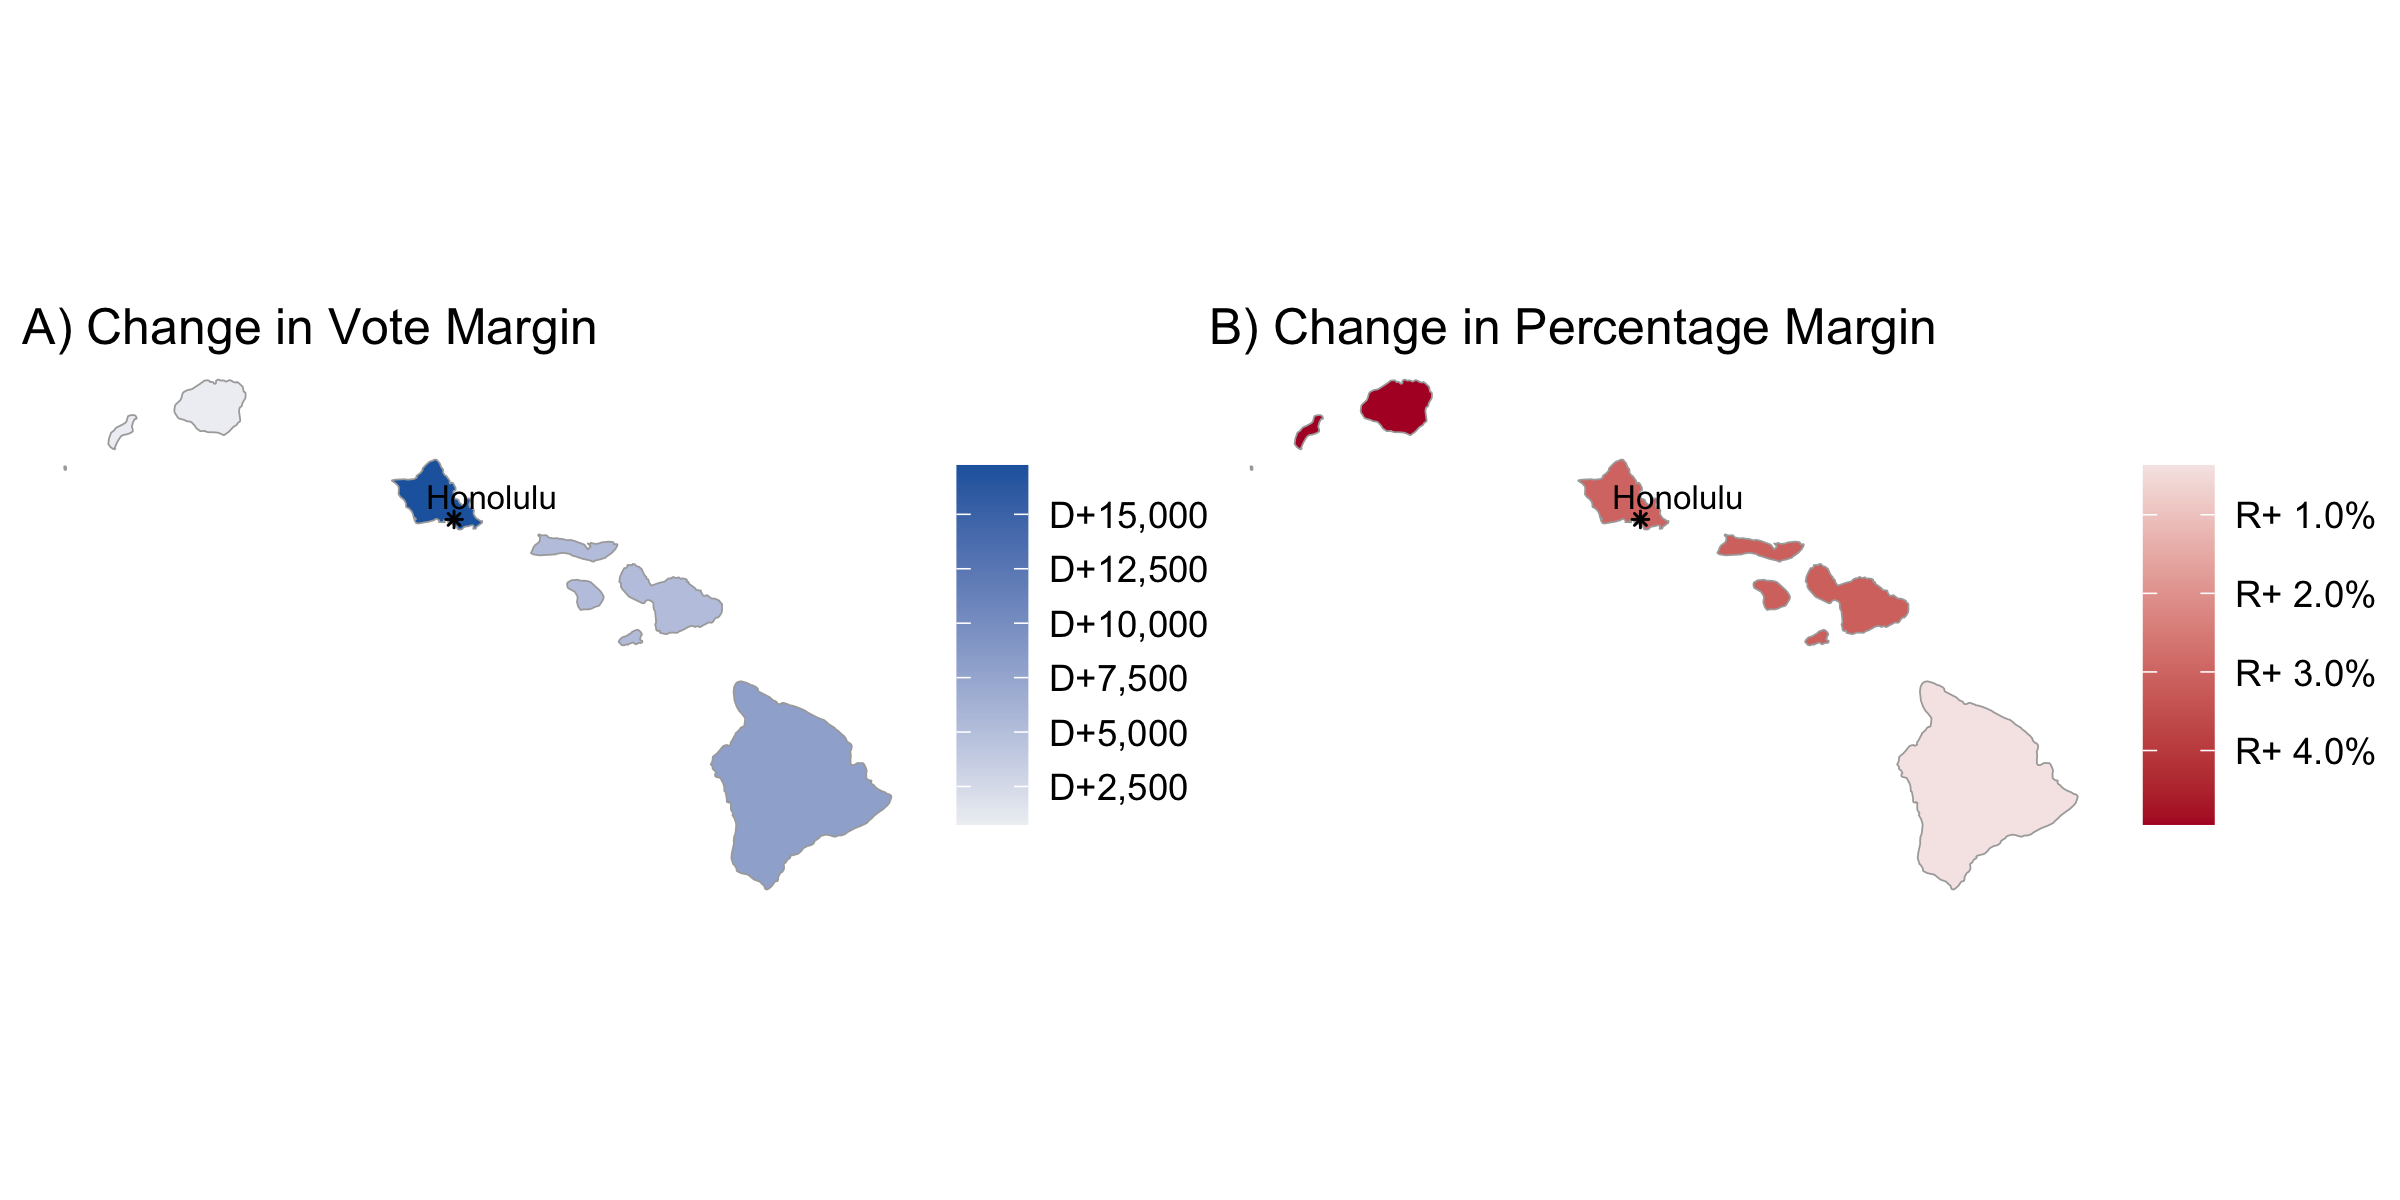 A) Change in Vote Margin
Honolulu
D+15,000
D+12,500
D+10,000
D+7,500
D+5,000
D+2,500
B) Change in Percentage Margin
Honolulu
R+ 1.0%
R+ 2.0%
R+ 3.0%
R+ 4.0%